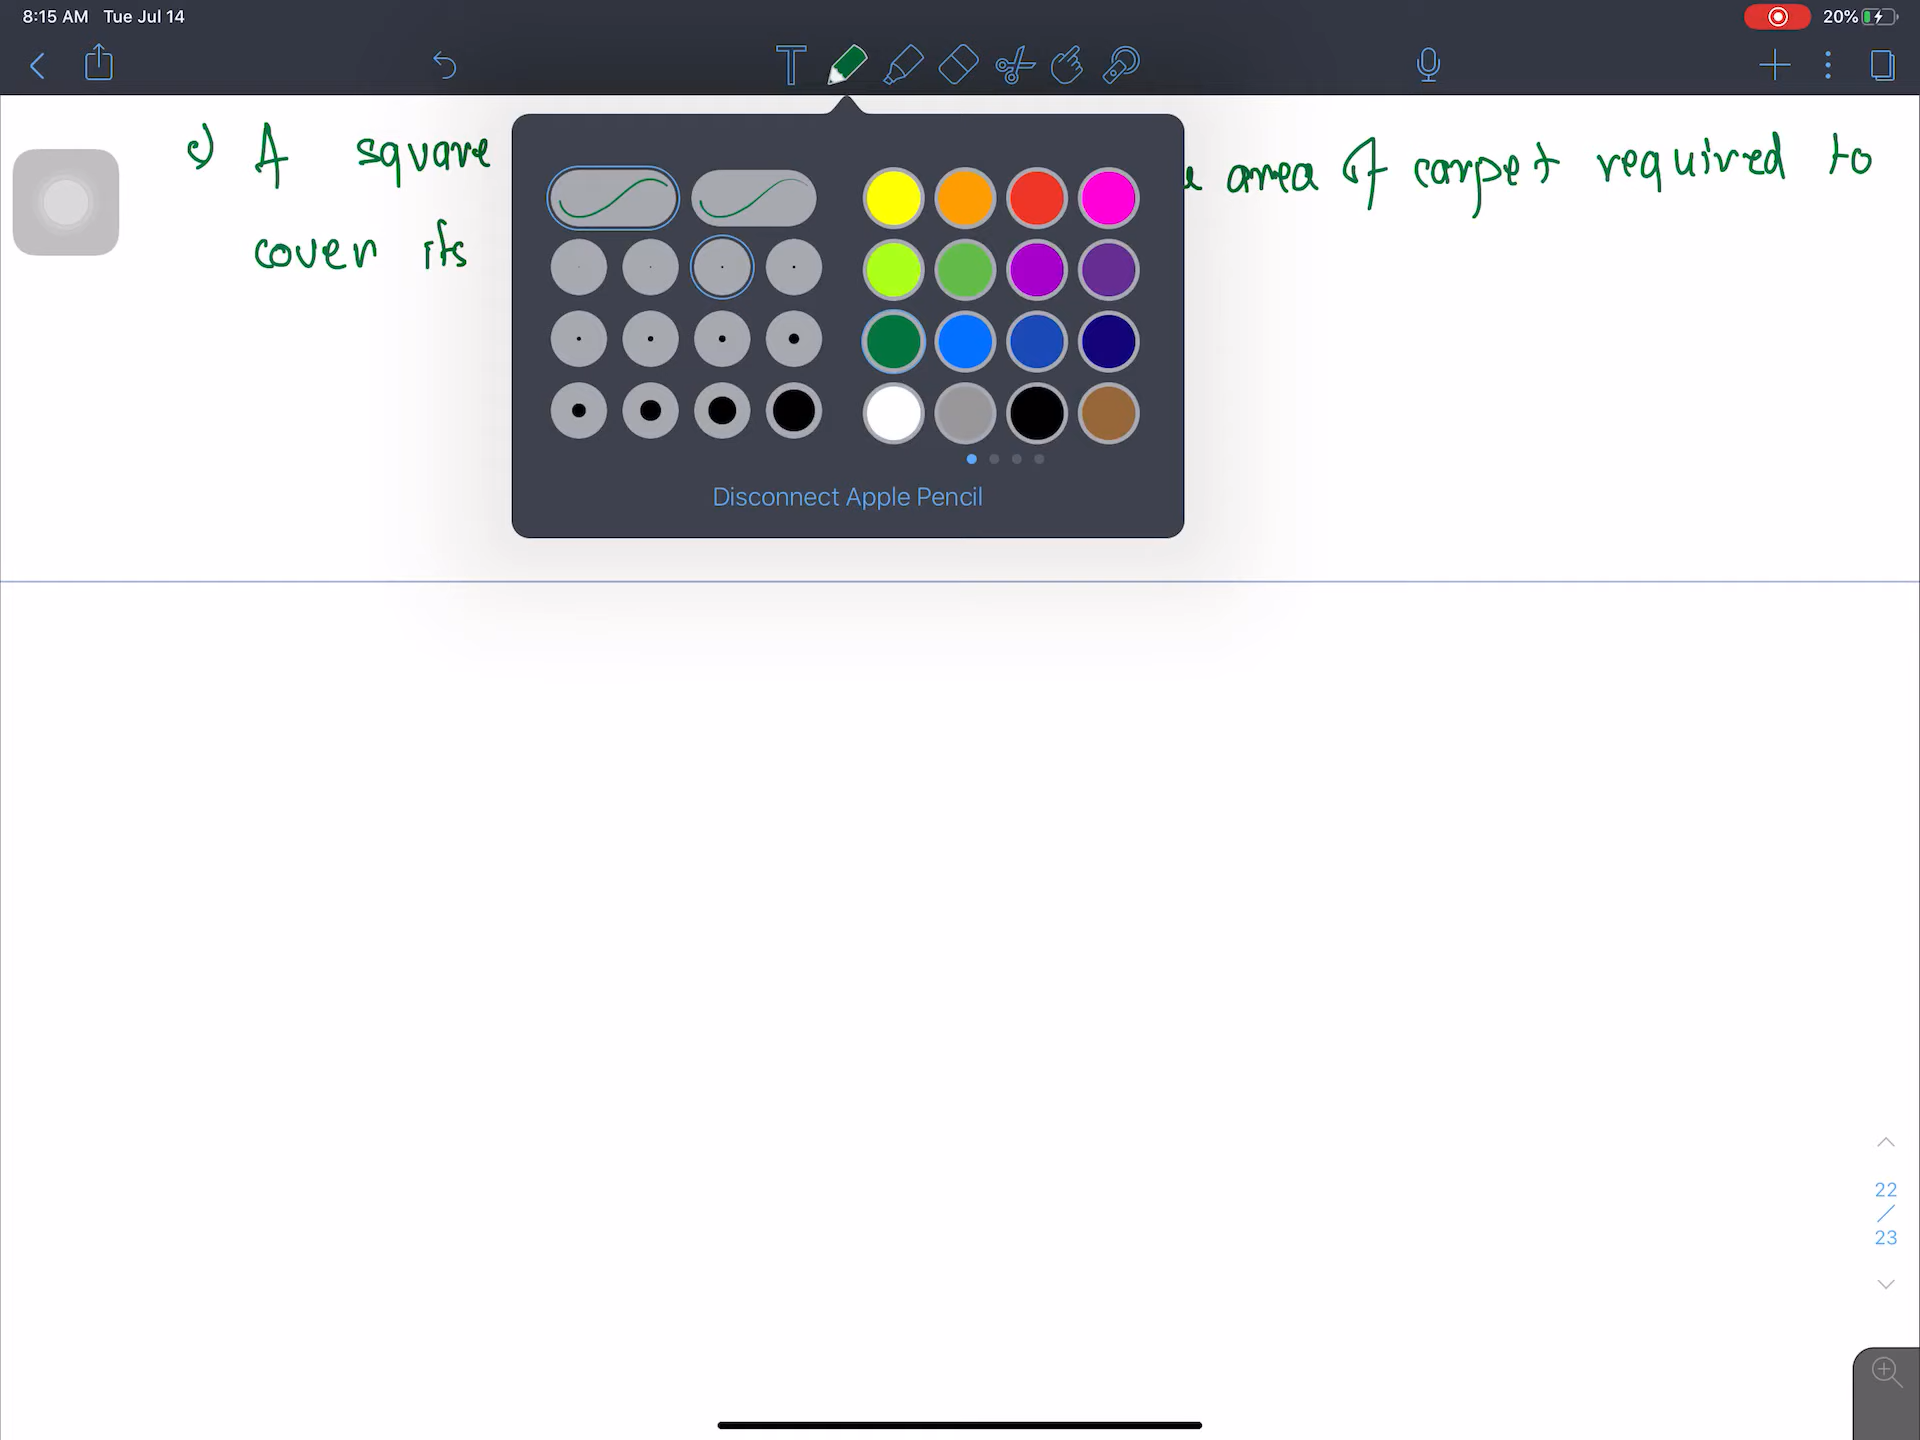 8:15 AM Tue Jul 14
20%
c) A square area of carpet required to
cover its
Disconnect Apple Pencil
22
/
23